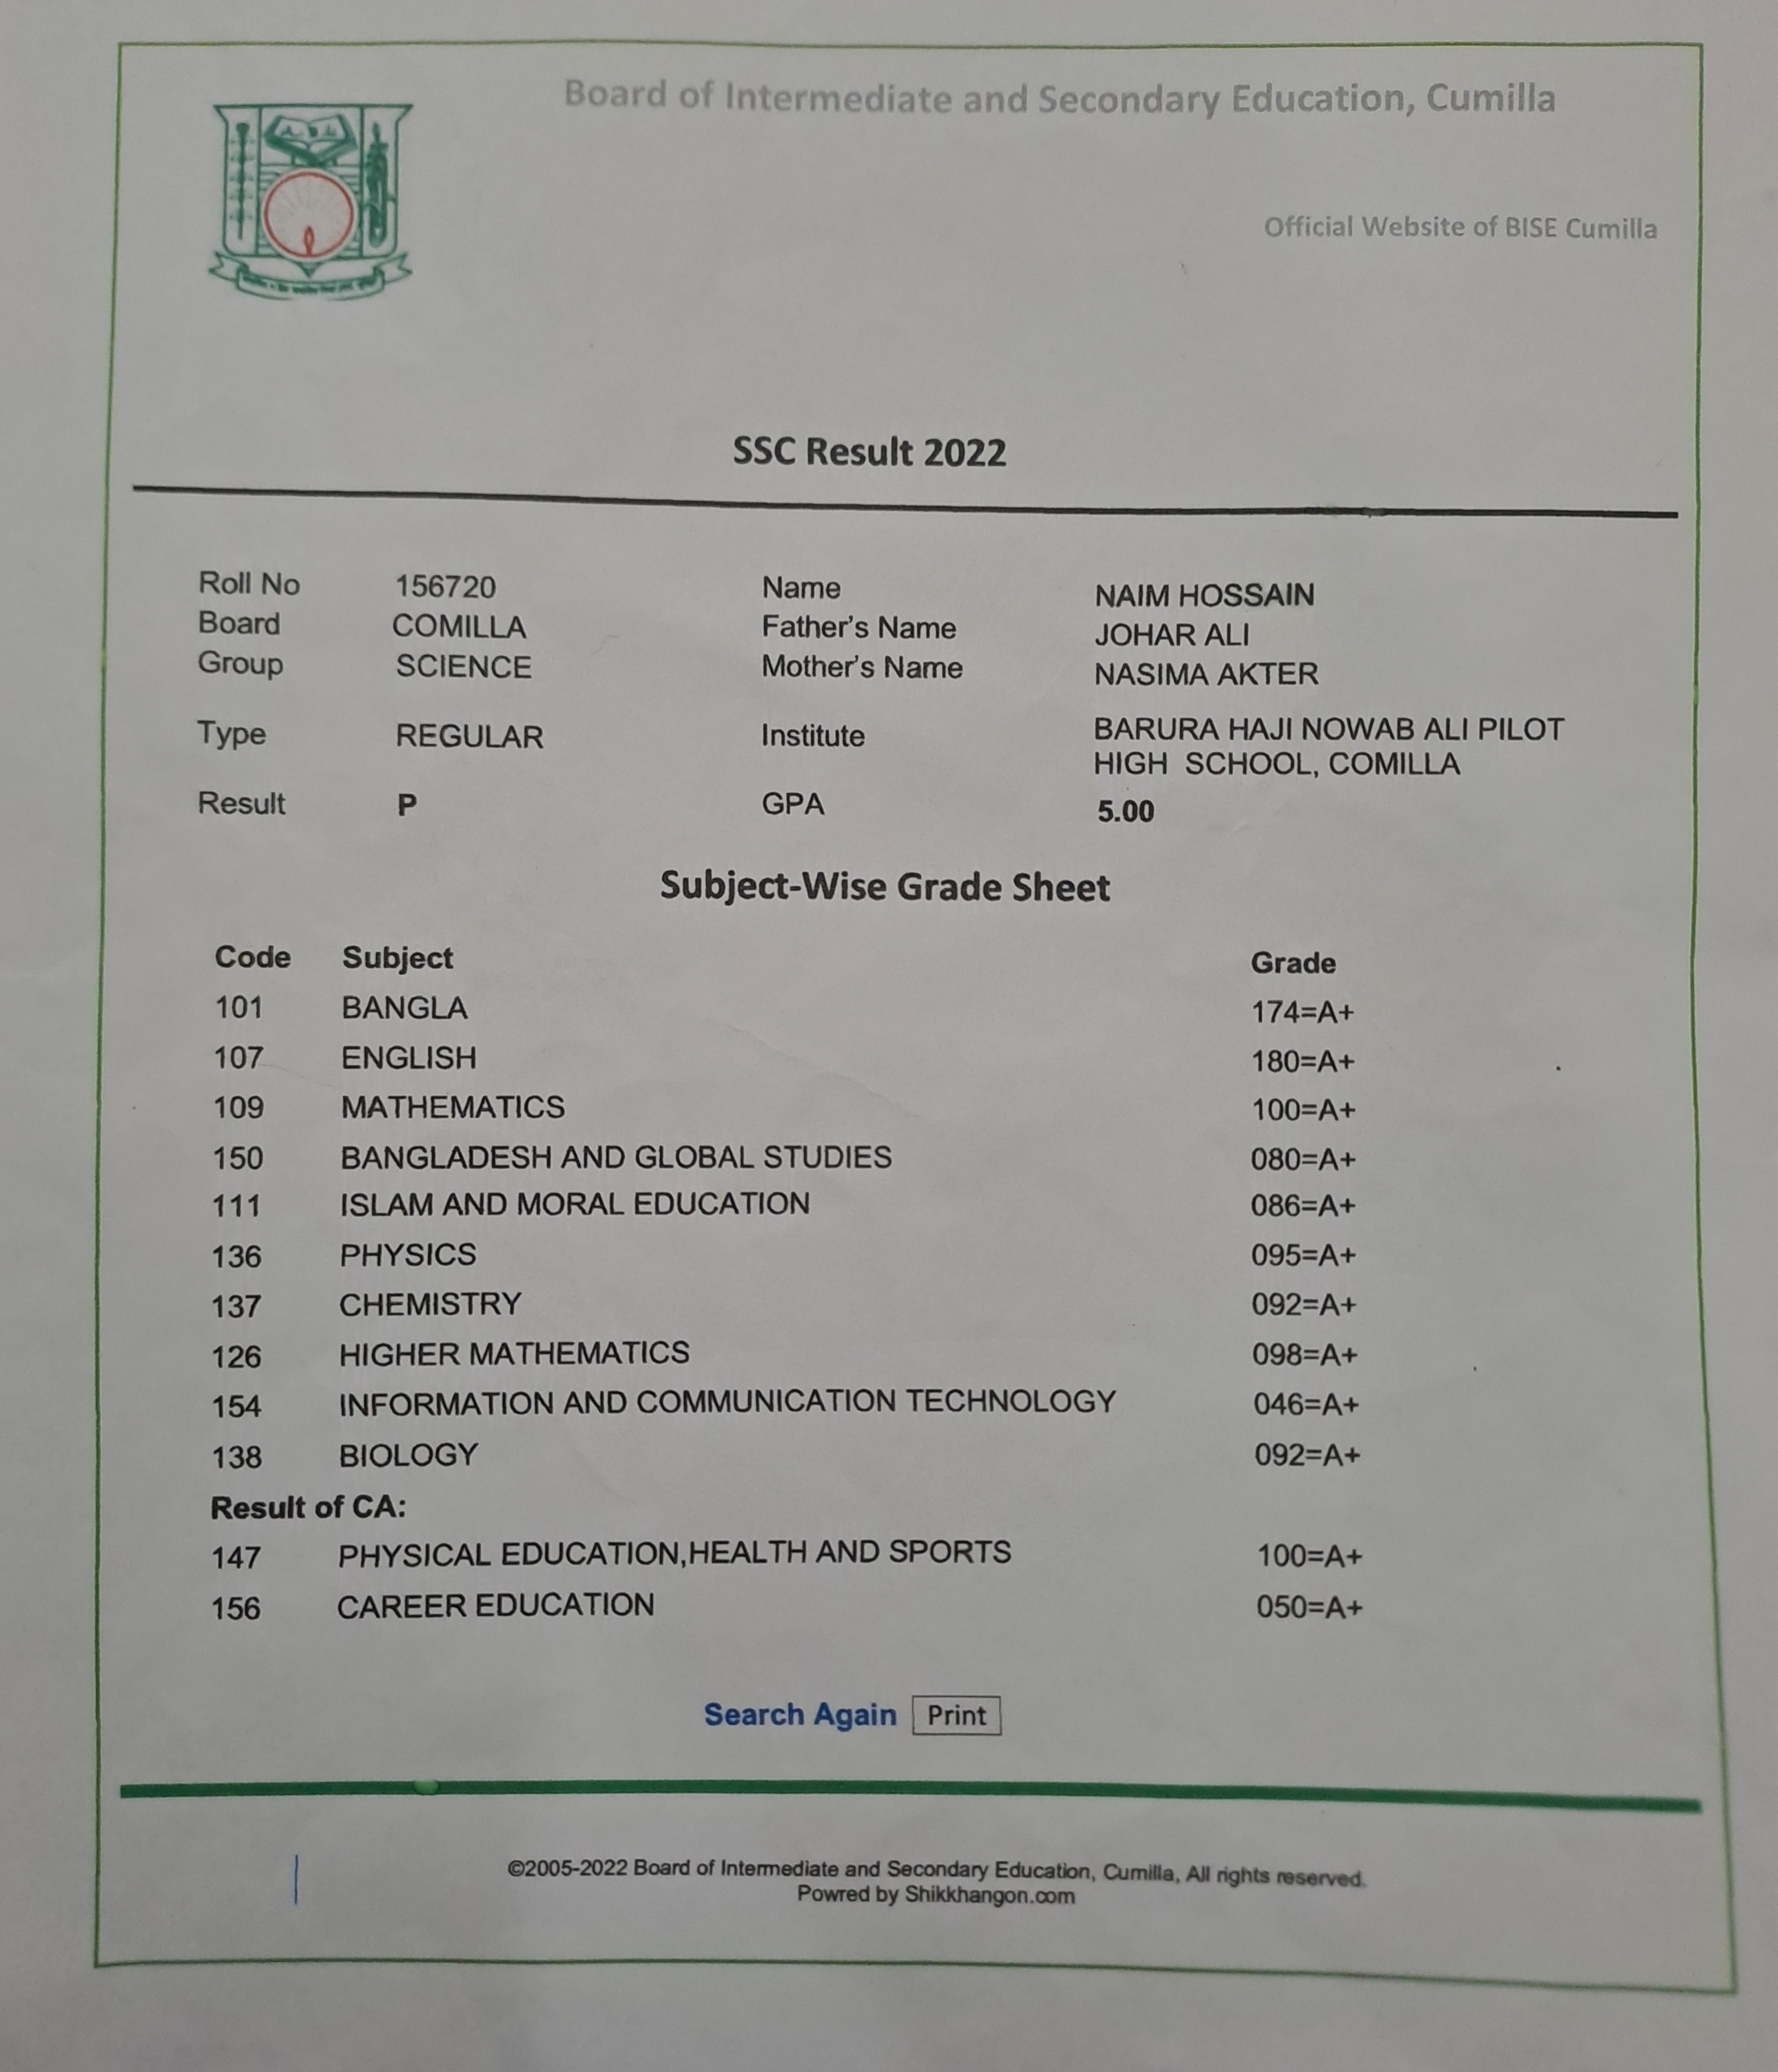 Board of Intermediate and Secondary Education, Cumilla
Official Website of BISE Cumilla
SSC Result 2022
Roll No 156720 Name NAIM HOSSAIN
Board COMILLA Father's Name JOHAR ALI
Group SCIENCE Mother's Name NASIMA AKTER
Type REGULAR Institute BARURA HAJI NOWAB ALI PILOT
HIGH SCHOOL, COMILLA
Result P GPA 5.00
Subject-Wise Grade Sheet
Code Subject Grade
101 BANGLA 174=A+
107 ENGLISH 180=A+
109 MATHEMATICS 100=A+
150 BANGLADESH AND GLOBAL STUDIES 080=A+
111 ISLAM AND MORAL EDUCATION 086=A+
136 PHYSICS 095=A+
137 CHEMISTRY 092=A+
126 HIGHER MATHEMATICS 098=A+
154 INFORMATION AND COMMUNICATION TECHNOLOGY 046=A+
138 BIOLOGY 092=A+
Result of CA:
147 PHYSICAL EDUCATION,HEALTH AND SPORTS 100=A+
156 CAREER EDUCATION 050=A+
Search Again Print
©2005-2022 Board of Intermediate and Secondary Education, Cumilla, All rights reserved.
Powred by Shikkhangon.com